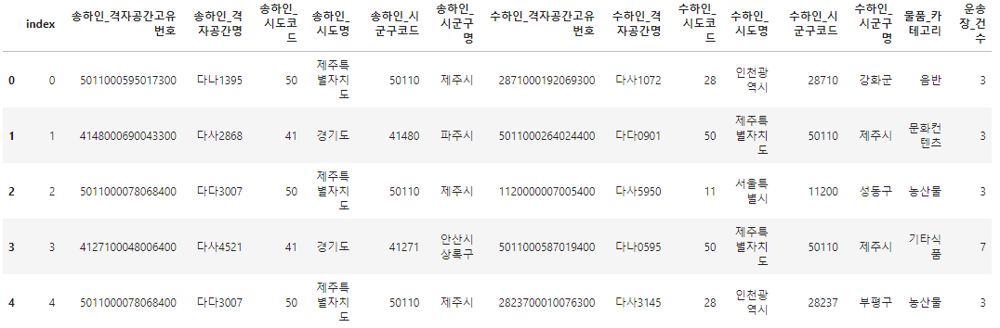 index 송하인_격자공간고유번호 송하인_격자공간명 송하인_시도코드 송하인_시도명 송하인_시군구코드 송하인_시군구명 수하인_격자공간고유번호 수하인_격자공간명 수하인_시도코드 수하인_시도명 수하인_시군구코드 수하인_시군구명 물품_카테고리 운송장_건수
0 0 5011000595017300 다나1395 50 제주특별자치도 50110 제주시 2871000192069300 다사1072 28 인천광역시 28710 강화군 음반 3
1 1 4148000690043300 다사2868 41 경기도 41480 파주시 5011000264024400 다다0901 50 제주특별자치도 50110 제주시 문화컨텐츠 3
2 2 5011000078068400 다다3007 50 제주특별자치도 50110 제주시 1120000007005400 다사5950 11 서울특별시 11200 성동구 농산물 3
3 3 4127100048006400 다사4521 41 경기도 41271 안산시 상록구 5011000587019400 다나0595 50 제주특별자치도 50110 제주시 기타식품 7
4 4 5011000078068400 다다3007 50 제주특별자치도 50110 제주시 2823700010076300 다사3145 28 인천광역시 28237 부평구 농산물 3